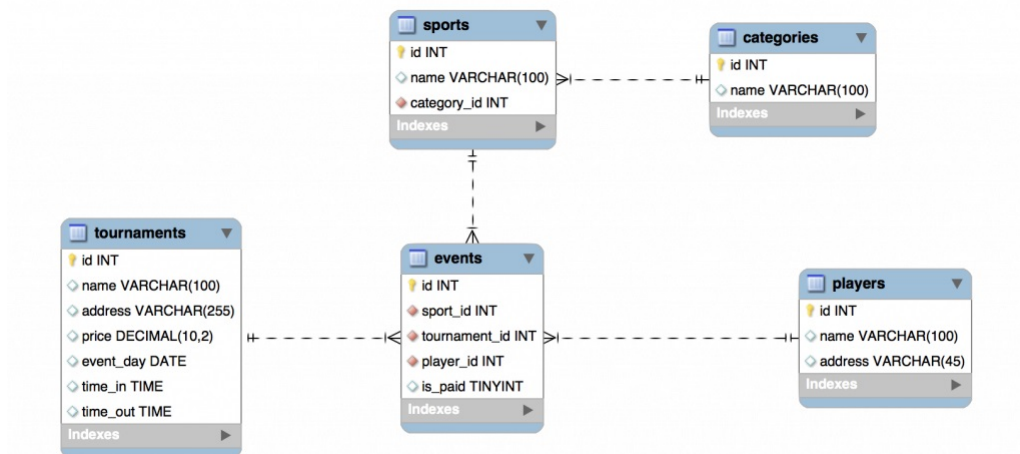 sports
id INT
name VARCHAR(100)
category_id INT
Indexes
categories
id INT
name VARCHAR(100)
Indexes
tournaments
id INT
name VARCHAR(100)
address VARCHAR(255)
price DECIMAL(10,2)
event_day DATE
time_in TIME
time_out TIME
Indexes
events
id INT
sport_id INT
tournament_id INT
player_id INT
is_paid TINYINT
Indexes
players
id INT
name VARCHAR(100)
address VARCHAR(45)
Indexes